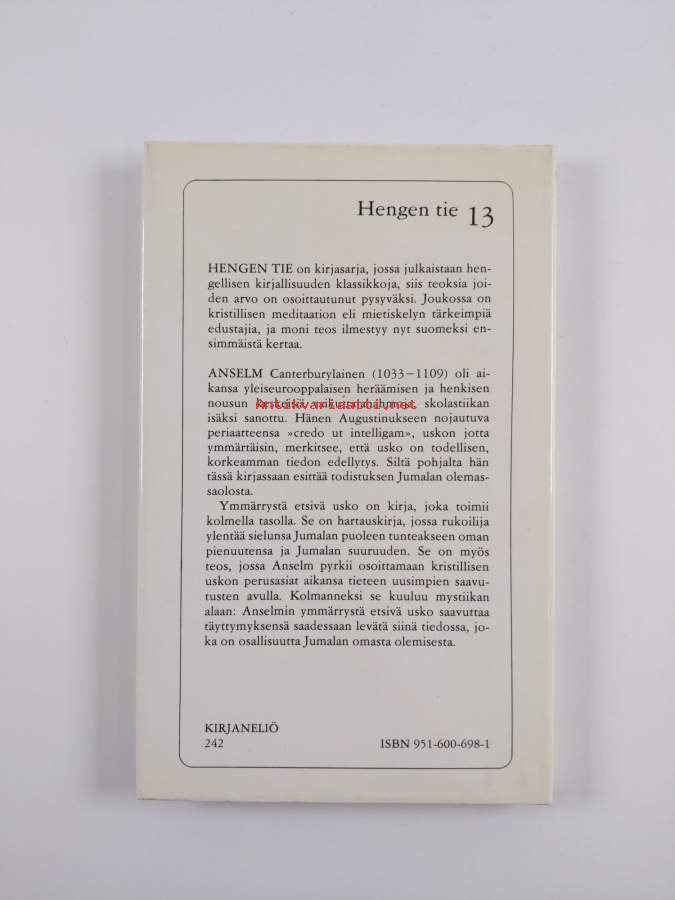 Hengen tie 13
HENGEN TIE on kirjasarja, jossa julkaistaan hen-
gellisen kirjallisuuden klassikkoja, siis teoksia joi-
den arvo on osoittautunut pysyväksi. Joukossa on
kristillisen meditaation eli mietiskelyn tärkeimpiä
edustajia, ja moni teos ilmestyy nyt suomeksi en-
simmäistä kertaa.
ANSELM Canterburylainen (1033–1109) oli ai-
kansa yleiseurooppalaisen heräämisen ja henkisen
nousun skolastiikan
Antikvariaatti.net
isäksi sanottu. Hänen Augustinukseen nojautuva
periaatteensa »credo ut intelligam», uskon jotta
ymmärtäisin, merkitsee, että usko on todellisen,
korkeamman tiedon edellytys. Siltä pohjalta hän
tässä kirjassaan esittää todistuksen Jumalan olemas-
saolosta.
Ymmärrystä etsivä usko on kirja, joka toimii
kolmella tasolla. Se on hartauskirja, jossa rukoilija
ylentää sielunsa Jumalan puoleen tunteakseen oman
pienuutensa ja Jumalan suuruuden. Se on myös
teos, jossa Anselm pyrkii osoittamaan kristillisen
uskon perusasiat aikansa tieteen uusimpien saavu-
tusten avulla. Kolmanneksi se kuuluu mystiikan
alaan: Anselmin ymmärrystä etsivä usko saavuttaa
täyttymyksensä saadessaan levätä siinä tiedossa, jo-
ka on osallisuutta Jumalan omasta olemisesta.
KIRJANELIÖ
242 ISBN 951-600-698-1